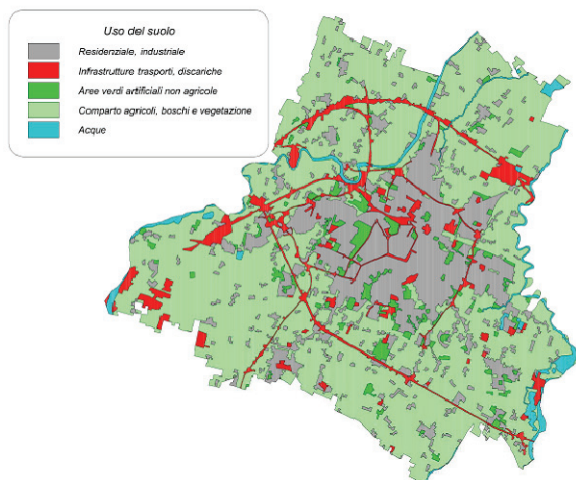 Uso del suolo
Residenziale, industriale
Infrastrutture trasporti, discariche
Aree verdi artificiali non agricole
Comparto agricoli, boschi e vegetazione
Acque